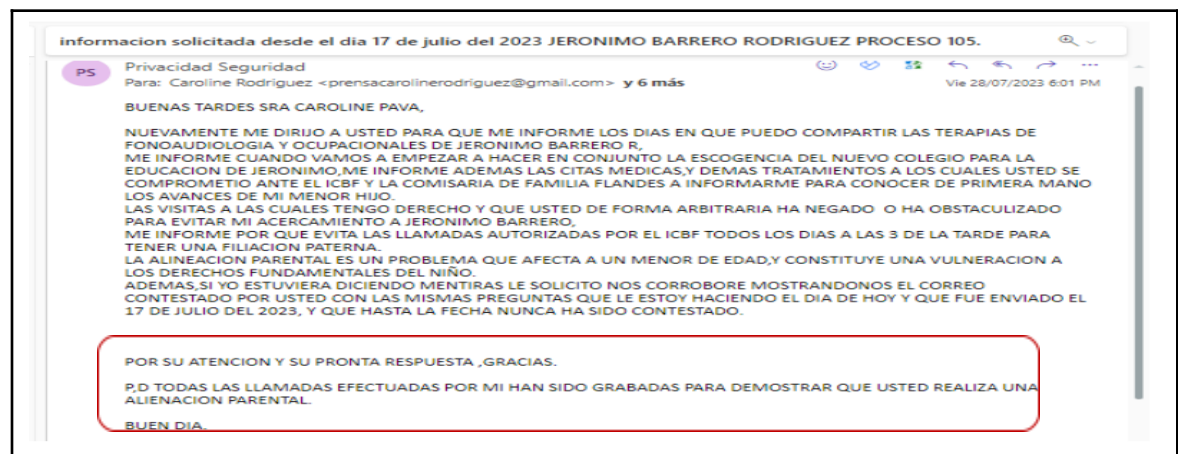 informacion solicitada desde el dia 17 de julio del 2023 JERONIMO BARRERO RODRIGUEZ PROCESO 105.
PS
Privacidad Seguridad
Para: Caroline Rodriguez <prensacarolinerodriguez@gmail.com> y 6 más
Vie 28/07/2023 6:01 PM
BUENAS TARDES SRA CAROLINE PAVA,
NUEVAMENTE ME DIRIJO A USTED PARA QUE ME INFORME LOS DIAS EN QUE PUEDO COMPARTIR LAS TERAPIAS DE
FONOAUDIOLOGIA Y OCUPACIONALES DE JERONIMO BARRERO R,
ME INFORME CUANDO VAMOS A EMPEZAR A HACER EN CONJUNTO LA ESCOGENCIA DEL NUEVO COLEGIO PARA LA
EDUCACION DE JERONIMO,ME INFORME ADEMAS LAS CITAS MEDICAS,Y DEMAS TRATAMIENTOS A LOS CUALES USTED SE
COMPROMETIO ANTE EL ICBF Y LA COMISARIA DE FAMILIA FLANDES A INFORMARME PARA CONOCER DE PRIMERA MANO
LOS AVANCES DE MI MENOR HIJO.
LAS VISITAS A LAS CUALES TENGO DERECHO Y QUE USTED DE FORMA ARBITRARIA HA NEGADO O HA OBSTACULIZADO
PARA EVITAR MI ACERCAMIENTO A JERONIMO BARRERO,
ME INFORME POR QUE EVITA LAS LLAMADAS AUTORIZADAS POR EL ICBF TODOS LOS DIAS A LAS 3 DE LA TARDE PARA
TENER UNA FILIACION PATERNA.
LA ALINEACION PARENTAL ES UN PROBLEMA QUE AFECTA A UN MENOR DE EDAD,Y CONSTITUYE UNA VULNERACION A
LOS DERECHOS FUNDAMENTALES DEL NIÑO.
ADEMAS,SI YO ESTUVIERA DICIENDO MENTIRAS LE SOLICITO NOS CORROBORE MOSTRANDONOS EL CORREO
CONTESTADO POR USTED CON LAS MISMAS PREGUNTAS QUE LE ESTOY HACIENDO EL DIA DE HOY Y QUE FUE ENVIADO EL
17 DE JULIO DEL 2023, Y QUE HASTA LA FECHA NUNCA HA SIDO CONTESTADO.
POR SU ATENCION Y SU PRONTA RESPUESTA ,GRACIAS.
P,D TODAS LAS LLAMADAS EFECTUADAS POR MI HAN SIDO GRABADAS PARA DEMOSTRAR QUE USTED REALIZA UNA
ALIENACION PARENTAL.
BUEN DIA.